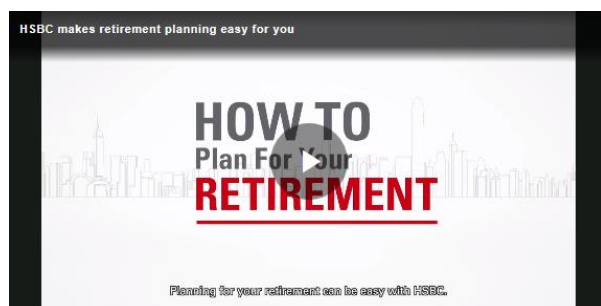 HSBC makes retirement planning easy for you
HOW TO
Plan For Your
RETIREMENT
Planning for your retirement can be easy with HSBC.